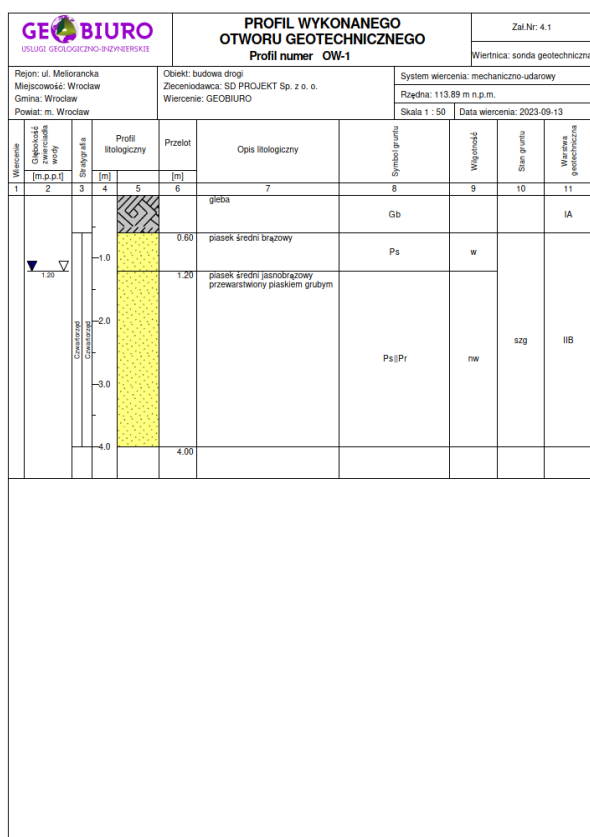 GEOBIURO
USŁUGI GEOLOGICZNO-INŻYNIERSKIE
PROFIL WYKONANEGO
OTWORU GEOTECHNICZNEGO
Profil numer OW-1
Zał.Nr: 4.1
Wiertnica: sonda geotechniczna
Rejon: ul. Meliorancka
Miejscowość: Wrocław
Gmina: Wrocław
Powiat: m. Wrocław
Obiekt: budowa drogi
Zleceniodawca: SD PROJEKT Sp. z o. o.
Wiercenie: GEOBIURO
System wiercenia: mechaniczno-udarowy
Rzędna: 113.89 m n.p.m.
Skala 1 : 50 Data wiercenia: 2023-09-13
Wiercenie
Głębokość
zwierciadła
wody
[m.p.p.t]
Stratygrafia
Profil
litologiczny
[m]
Przelot
[m]
Opis litologiczny
Symbol gruntu
Wilgotność
Stan gruntu
Warstwa
geotechniczna
1 2 3 4 5 6 7 8 9 10 11
gleba
Gb
IA
0.60 piasek średni brązowy
Ps
w
1.0
1.20
1.20 piasek średni jasnobrązowy
przewarstwiony piaskiem grubym
2.0
Czwartorzęd
Czwartorzęd
Ps||Pr
nw
szg
IIB
3.0
4.0
4.00